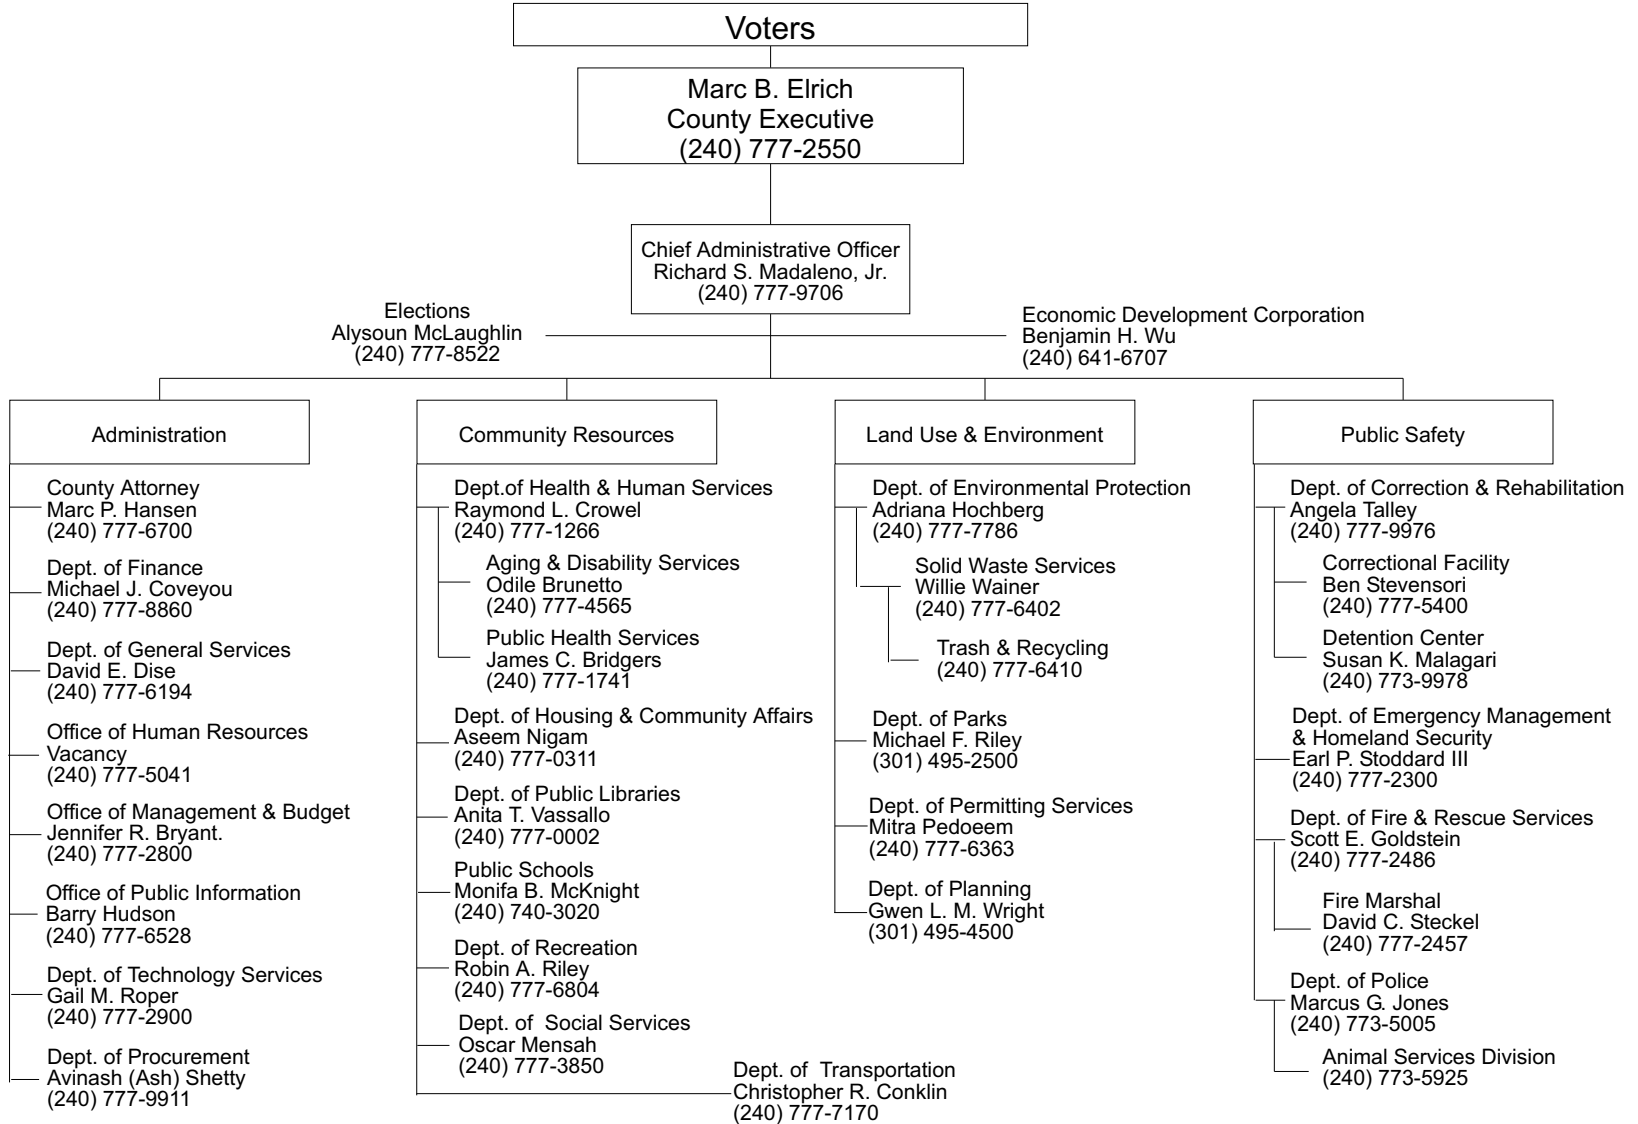 Voters
Marc B. Elrich
County Executive
(240) 777-2550
Chief Administrative Officer
Richard S. Madaleno, Jr.
(240) 777-9706
Elections
Alysoun McLaughlin
(240) 777-8522
Economic Development Corporation
Benjamin H. Wu
(240) 641-6707
Administration
County Attorney
Marc P. Hansen
(240) 777-6700
Dept. of Finance
Michael J. Coveyou
(240) 777-8860
Dept. of General Services
David E. Dise
(240) 777-6194
Office of Human Resources
Vacancy
(240) 777-5041
Office of Management & Budget
Jennifer R. Bryant.
(240) 777-2800
Office of Public Information
Barry Hudson
(240) 777-6528
Dept. of Technology Services
Gail M. Roper
(240) 777-2900
Dept. of Procurement
Avinash (Ash) Shetty
(240) 777-9911
Community Resources
Dept.of Health & Human Services
Raymond L. Crowel
(240) 777-1266
Aging & Disability Services
Odile Brunetto
(240) 777-4565
Public Health Services
James C. Bridgers
(240) 777-1741
Dept. of Housing & Community Affairs
Aseem Nigam
(240) 777-0311
Dept. of Public Libraries
Anita T. Vassallo
(240) 777-0002
Public Schools
Monifa B. McKnight
(240) 740-3020
Dept. of Recreation
Robin A. Riley
(240) 777-6804
Dept. of  Social Services
Oscar Mensah
(240) 777-3850
Dept. of  Transportation
Christopher R. Conklin
(240) 777-7170
Land Use & Environment
Dept. of Environmental Protection
Adriana Hochberg
(240) 777-7786
Solid Waste Services
Willie Wainer
(240) 777-6402
Trash & Recycling
(240) 777-6410
Dept. of Parks
Michael F. Riley
(301) 495-2500
Dept. of Permitting Services
Mitra Pedoeem
(240) 777-6363
Dept. of Planning
Gwen L. M. Wright
(301) 495-4500
Public Safety
Dept. of Correction & Rehabilitation
Angela Talley
(240) 777-9976
Correctional Facility
Ben Stevensori
(240) 777-5400
Detention Center
Susan K. Malagari
(240) 773-9978
Dept. of Emergency Management
& Homeland Security
Earl P. Stoddard III
(240) 777-2300
Dept. of Fire & Rescue Services
Scott E. Goldstein
(240) 777-2486
Fire Marshal
David C. Steckel
(240) 777-2457
Dept. of Police
Marcus G. Jones
(240) 773-5005
Animal Services Division
(240) 773-5925